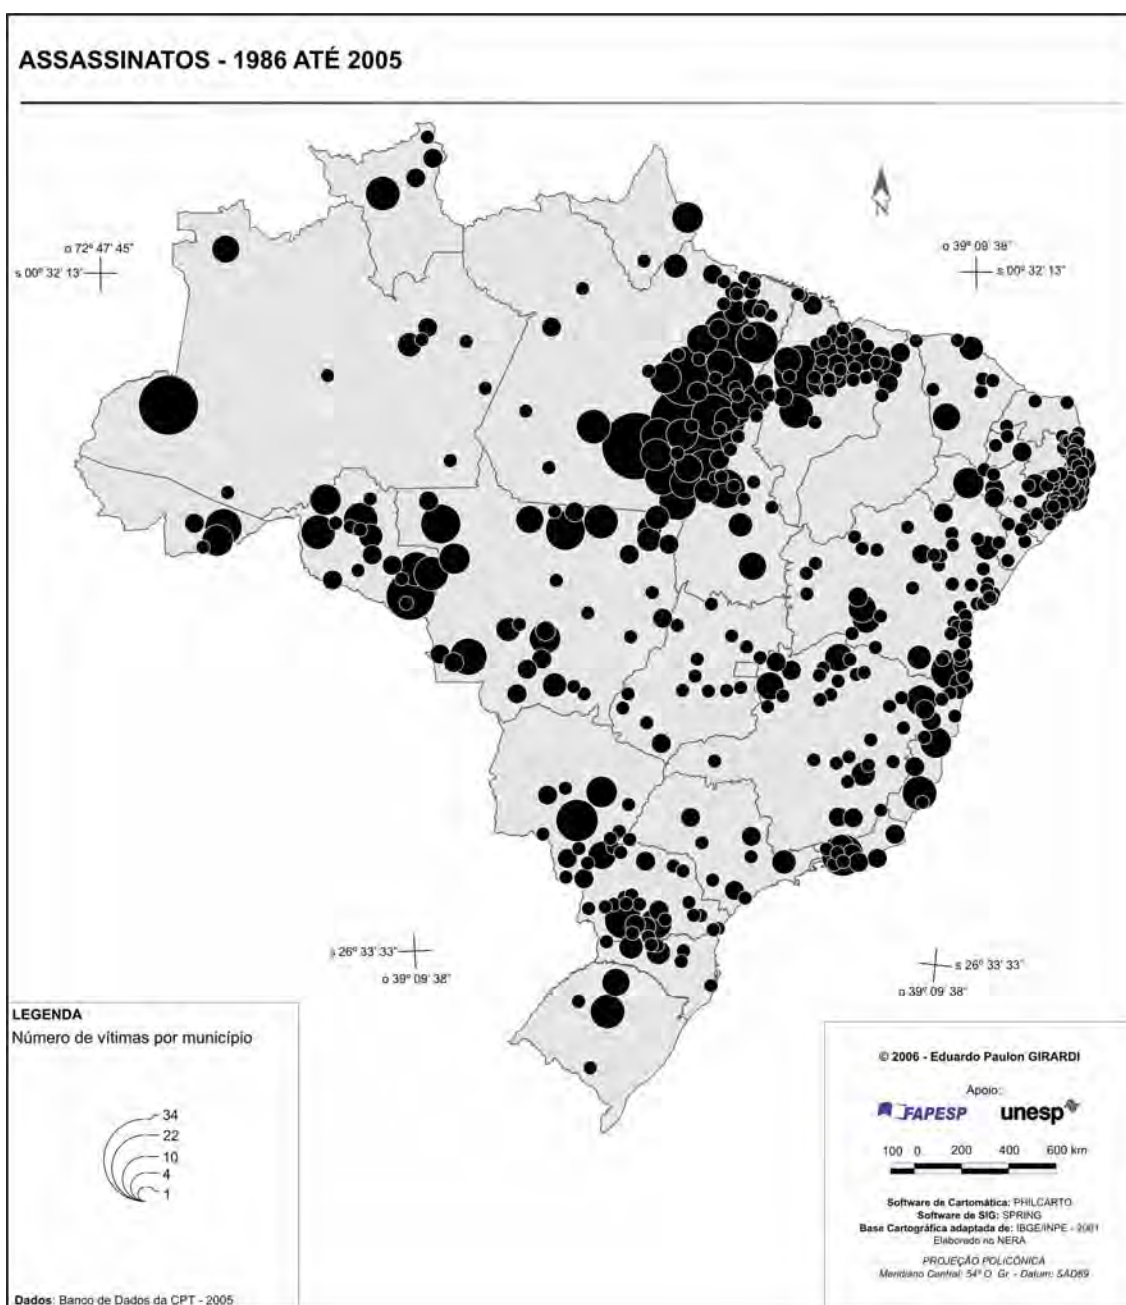 ASSASSINATOS - 1986 ATÉ 2005
N
o 72º 47' 45"
s 00º 32' 13"
o 39º 09' 38"
s 00º 32' 13"
s 26º 33' 33"
o 39º 09' 38"
s 26º 33' 33"
o 39º 09' 38"
LEGENDA
Número de vítimas por município
34
22
10
4
1
Dados: Banco de Dados da CPT - 2005
© 2006 - Eduardo Paulon GIRARDI
Apoio:
FAPESP unesp
100 0 200 400 600 km
Software de Cartomática: PHILCARTO
Software de SIG: SPRING
Base Cartográfica adaptada de: IBGE/INPE - 2001
Elaborado no NERA
PROJEÇÃO POLICÔNICA
Meridiano Central: 54º O. Gr. - Datum: SAD69